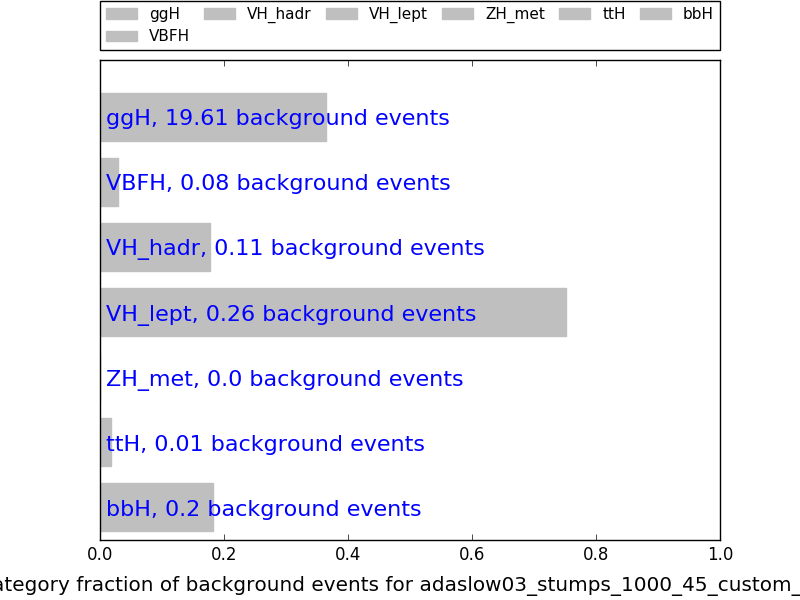 ggH VH_hadr VH_lept ZH_met ttH bbH
VBFH
ggH, 19.61 background events
VBFH, 0.08 background events
VH_hadr, 0.11 background events
VH_lept, 0.26 background events
ZH_met, 0.0 background events
ttH, 0.01 background events
bbH, 0.2 background events
0.0 0.2 0.4 0.6 0.8 1.0
ategory fraction of background events for adaslow03_stumps_1000_45_custom_